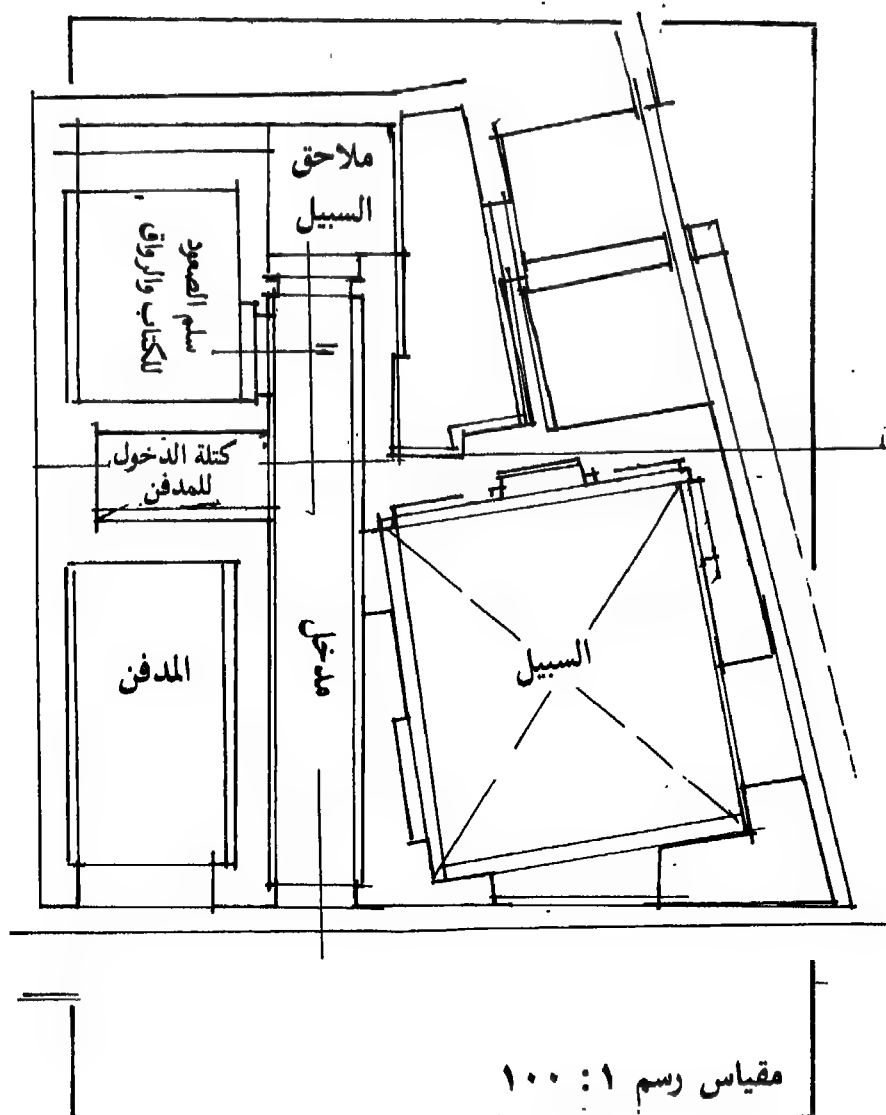 ملاحق
السبيل
سلم الصعود
للكتاب والرواق
كتلة الدخول
للمدفن
مدخل
السبيل
المدفن
مقياس رسم ١ : ١٠٠